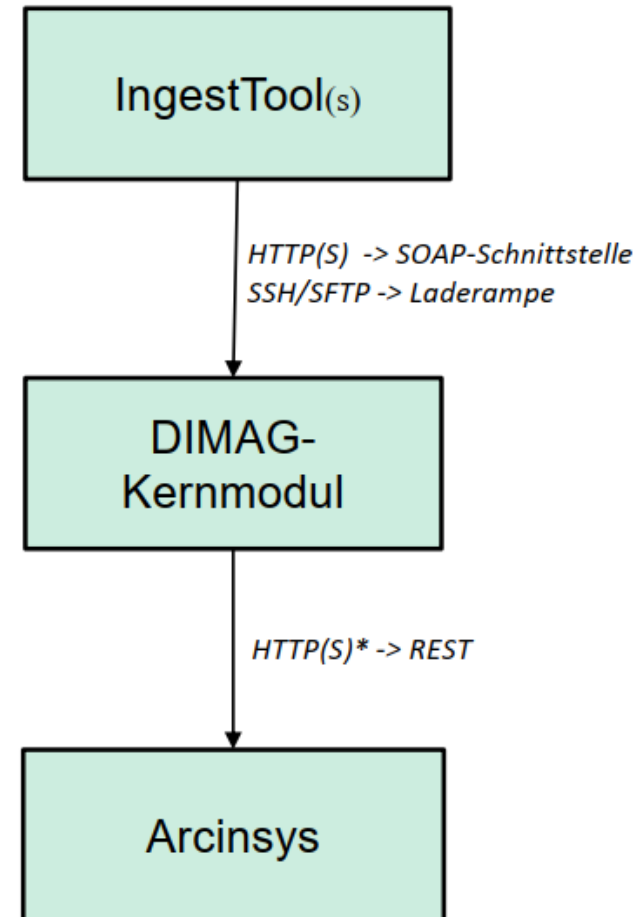 IngestTool(s)
HTTP(S) -> SOAP-Schnittstelle
SSH/SFTP -> Laderampe
DIMAG-
Kernmodul
HTTP(S)* -> REST
Arcinsys